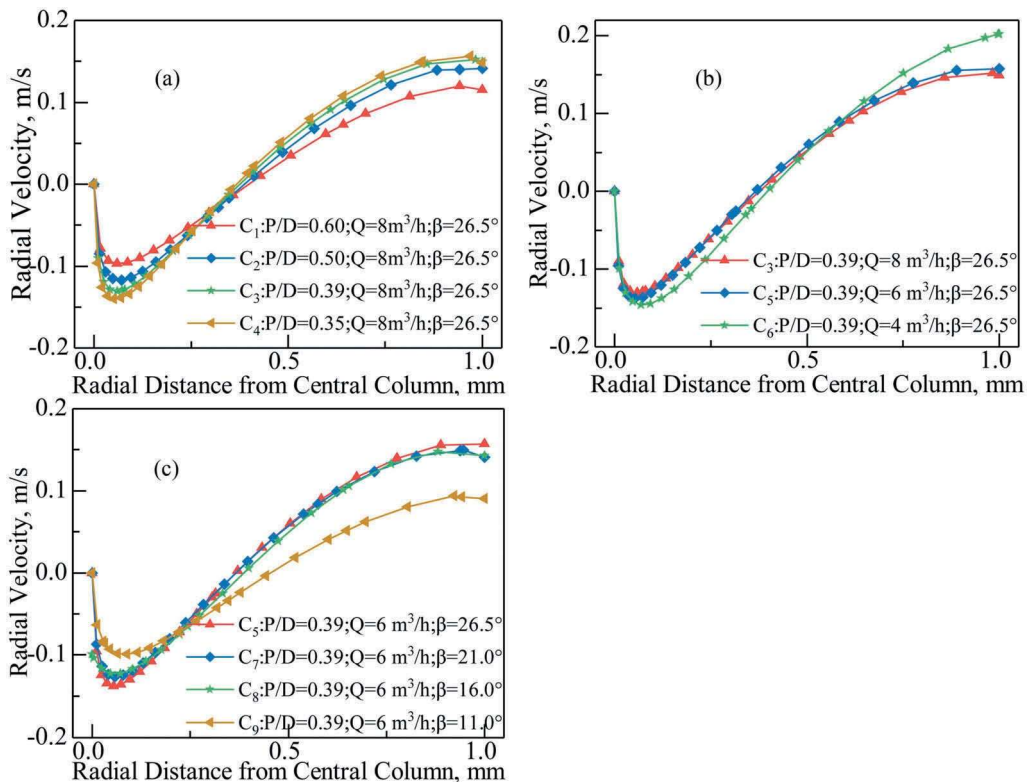 (a)
0.2
0.1
0.0
-0.1
-0.2
Radial Velocity, m/s
C₁:P/D=0.60;Q=8m³/h;β=26.5°
C₂:P/D=0.50;Q=8m³/h;β=26.5°
C₃:P/D=0.39;Q=8m³/h;β=26.5°
C₄:P/D=0.35;Q=8m³/h;β=26.5°
0.0 0.5 1.0
Radial Distance from Central Column, mm
(b)
0.2
0.1
0.0
-0.1
-0.2
Radial Velocity, m/s
C₃:P/D=0.39;Q=8 m³/h;β=26.5°
C₅:P/D=0.39;Q=6 m³/h;β=26.5°
C₆:P/D=0.39;Q=4 m³/h;β=26.5°
0.0 0.5 1.0
Radial Distance from Central Column, mm
(c)
0.2
0.1
0.0
-0.1
-0.2
Radial Velocity, m/s
C₅:P/D=0.39;Q=6 m³/h;β=26.5°
C₇:P/D=0.39;Q=6 m³/h;β=21.0°
C₈:P/D=0.39;Q=6 m³/h;β=16.0°
C₉:P/D=0.39;Q=6 m³/h;β=11.0°
0.0 0.5 1.0
Radial Distance from Central Column, mm